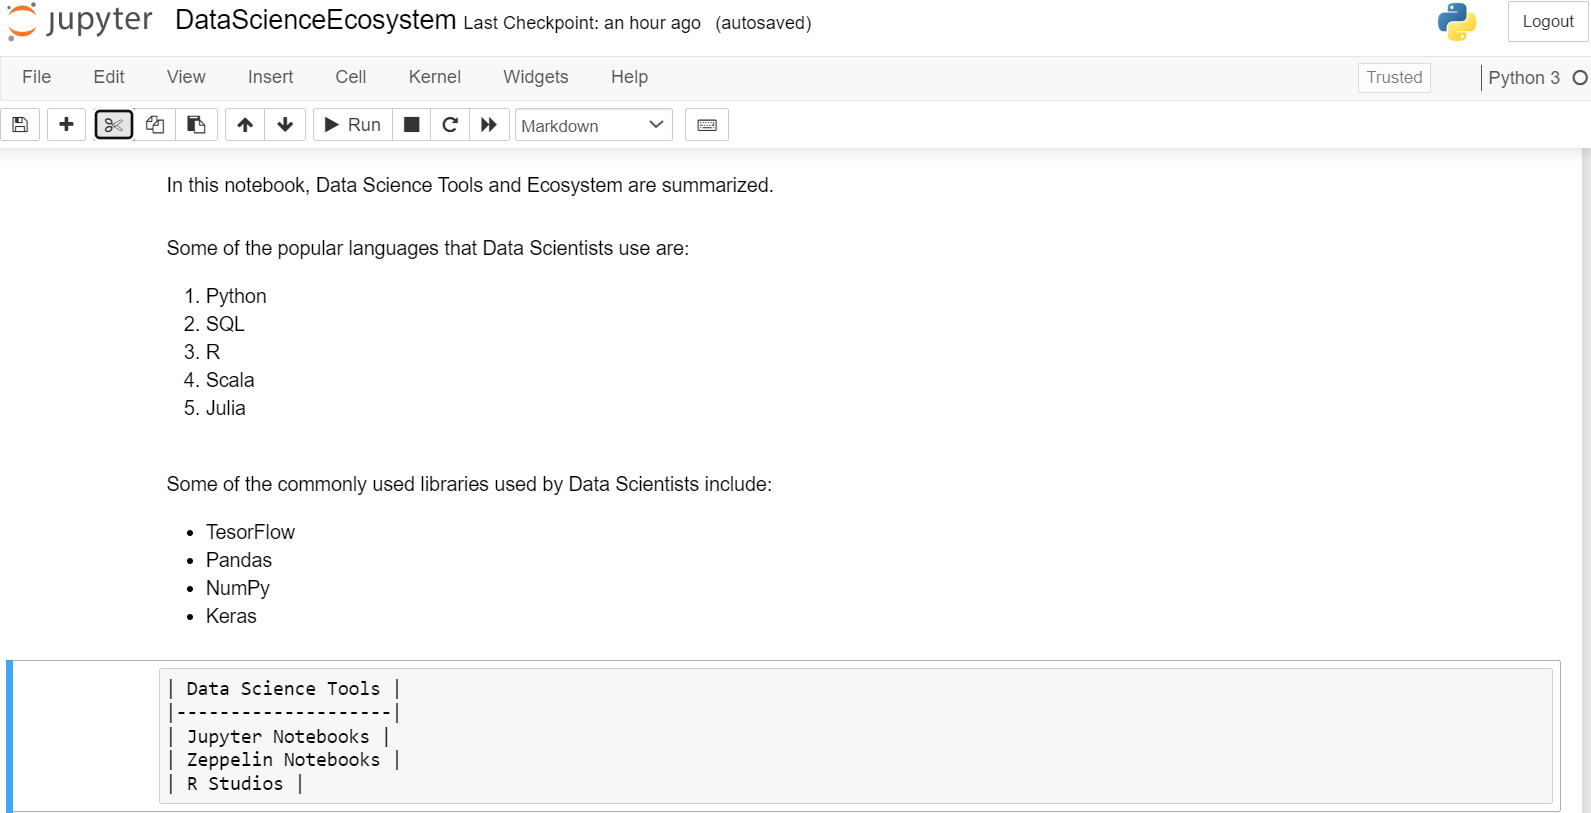 jupyter DataScienceEcosystem Last Checkpoint: an hour ago (autosaved) Logout
File Edit View Insert Cell Kernel Widgets Help Trusted Python 3
Run Markdown
In this notebook, Data Science Tools and Ecosystem are summarized.
Some of the popular languages that Data Scientists use are:
1. Python
2. SQL
3. R
4. Scala
5. Julia
Some of the commonly used libraries used by Data Scientists include:
• TesorFlow
• Pandas
• NumPy
• Keras
| Data Science Tools |
|--------------------|
| Jupyter Notebooks |
| Zeppelin Notebooks |
| R Studios |